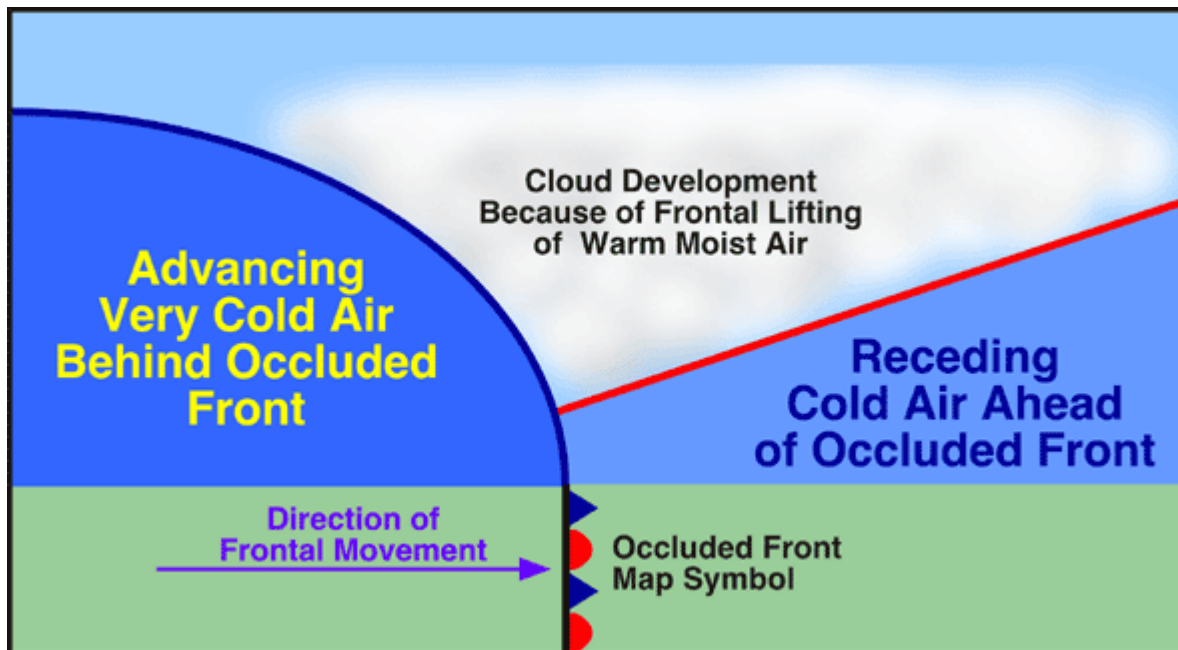 Cloud Development
Because of Frontal Lifting
of Warm Moist Air
Advancing
Very Cold Air
Behind Occluded
Front
Receding
Cold Air Ahead
of Occluded Front
Direction of
Frontal Movement
Occluded Front
Map Symbol